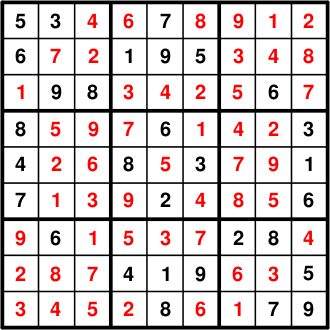 5 3 4 6 7 8 9 1 2
6 7 2 1 9 5 3 4 8
1 9 8 3 4 2 5 6 7
8 5 9 7 6 1 4 2 3
4 2 6 8 5 3 7 9 1
7 1 3 9 2 4 8 5 6
9 6 1 5 3 7 2 8 4
2 8 7 4 1 9 6 3 5
3 4 5 2 8 6 1 7 9